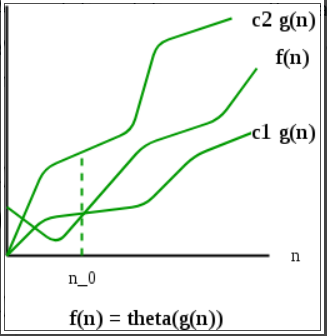 c2 g(n)
f(n)
c1 g(n)
n
n_0
f(n) = theta(g(n))